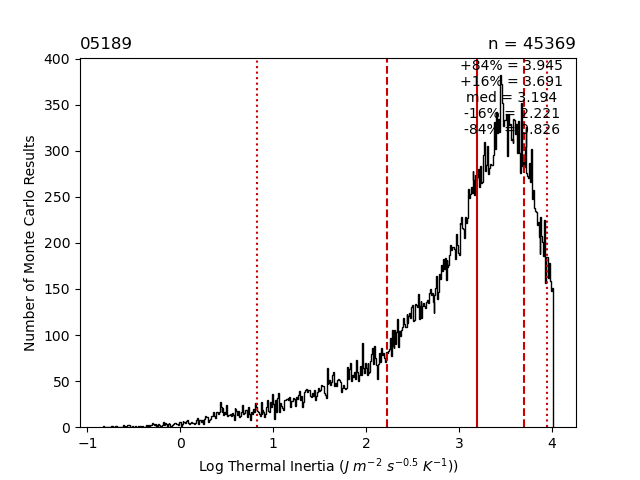 05189
n = 45369
+84% = 3.945
+16% = 3.691
med = 3.194
-16% = 2.221
-84% = 0.826
Number of Monte Carlo Results
400
350
300
250
200
150
100
50
0
−1 0 1 2 3 4
Log Thermal Inertia (J m⁻² s⁻⁰·⁵ K⁻¹))